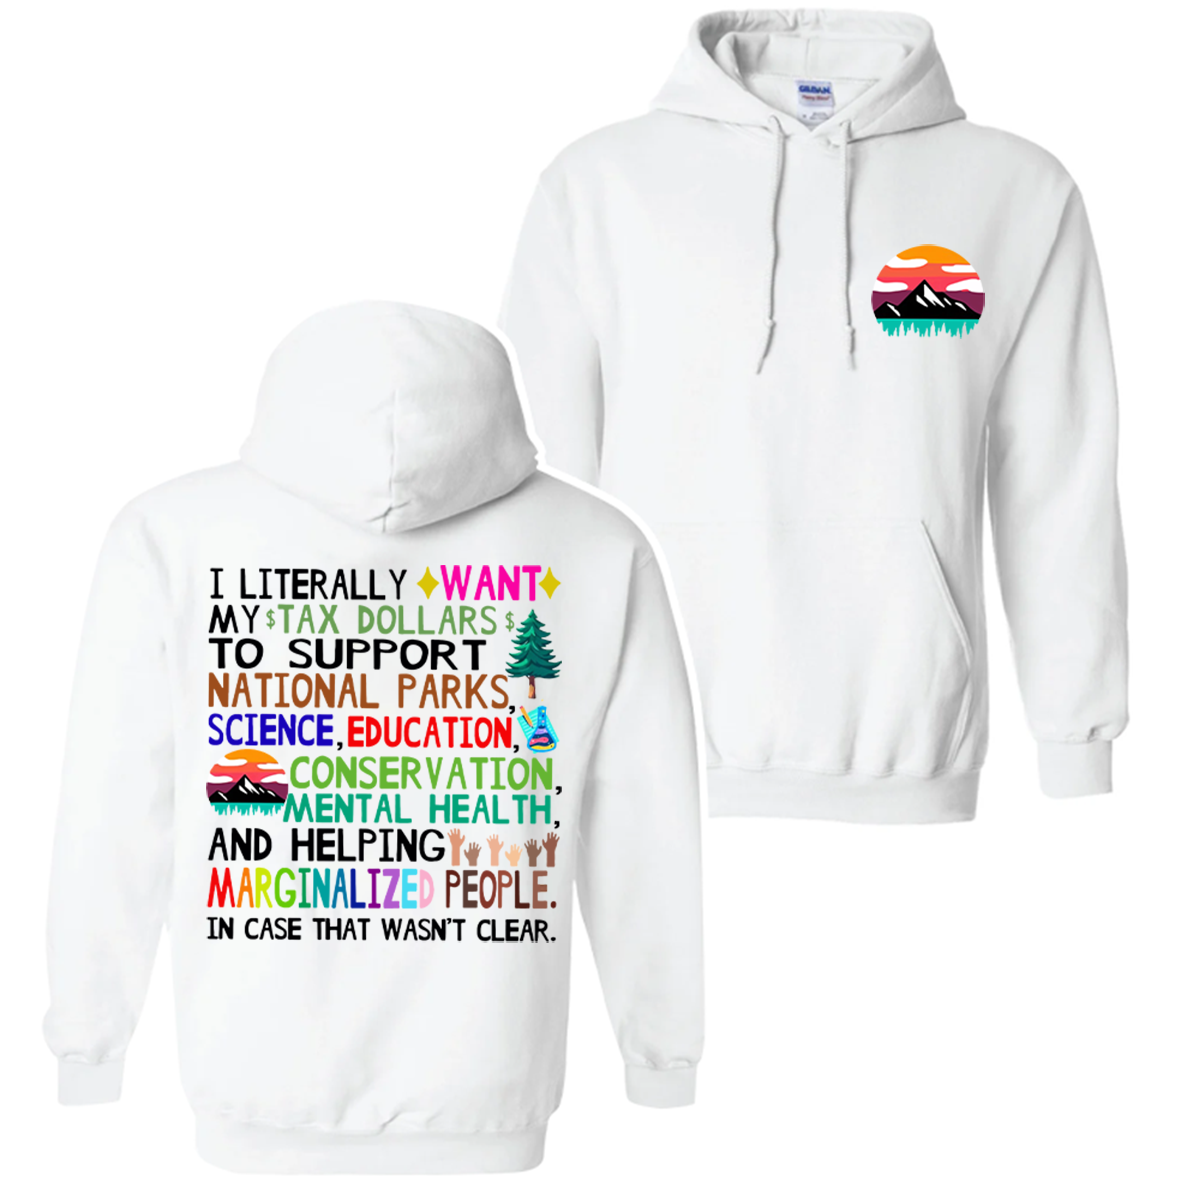 GILDAN
I LITERALLY WANT
MY $TAX DOLLARS $
TO SUPPORT
NATIONAL PARKS,
SCIENCE, EDUCATION,
CONSERVATION,
MENTAL HEALTH,
AND HELPING
MARGINALIZED PEOPLE.
IN CASE THAT WASN'T CLEAR.